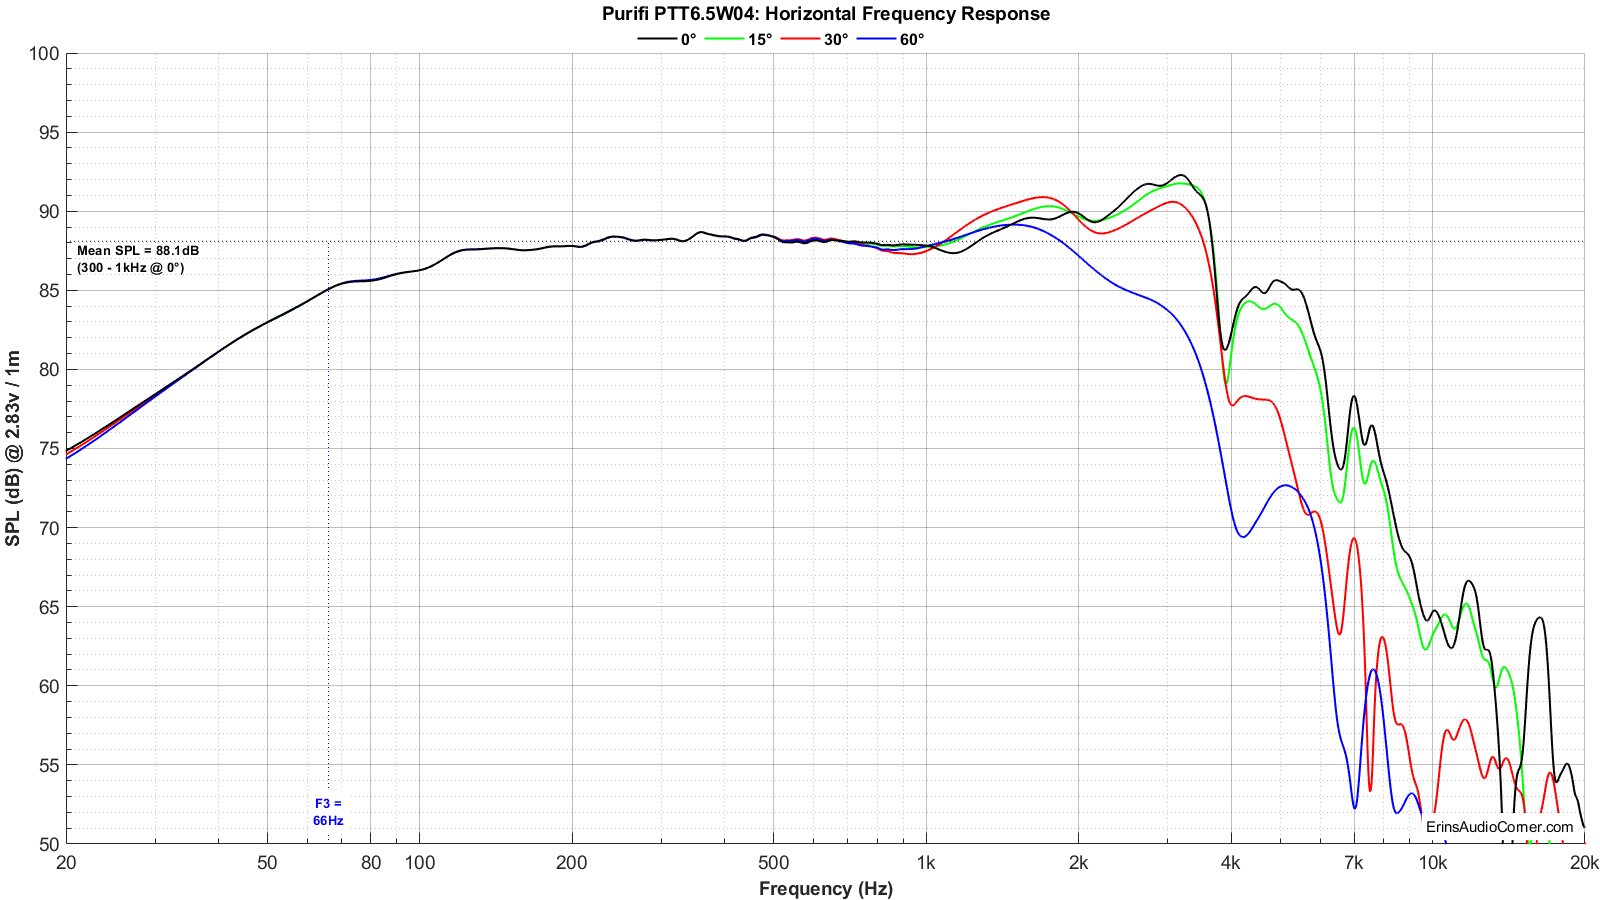 Purifi PTT6.5W04: Horizontal Frequency Response
0° 15° 30° 60°
SPL (dB) @ 2.83v / 1m
100
95
90
85
80
75
70
65
60
55
50
Mean SPL = 88.1dB
(300 - 1kHz @ 0°)
F3 =
66Hz
ErinsAudioCorner.com
20 50 80 100 200 500 1k 2k 4k 7k 10k 20k
Frequency (Hz)